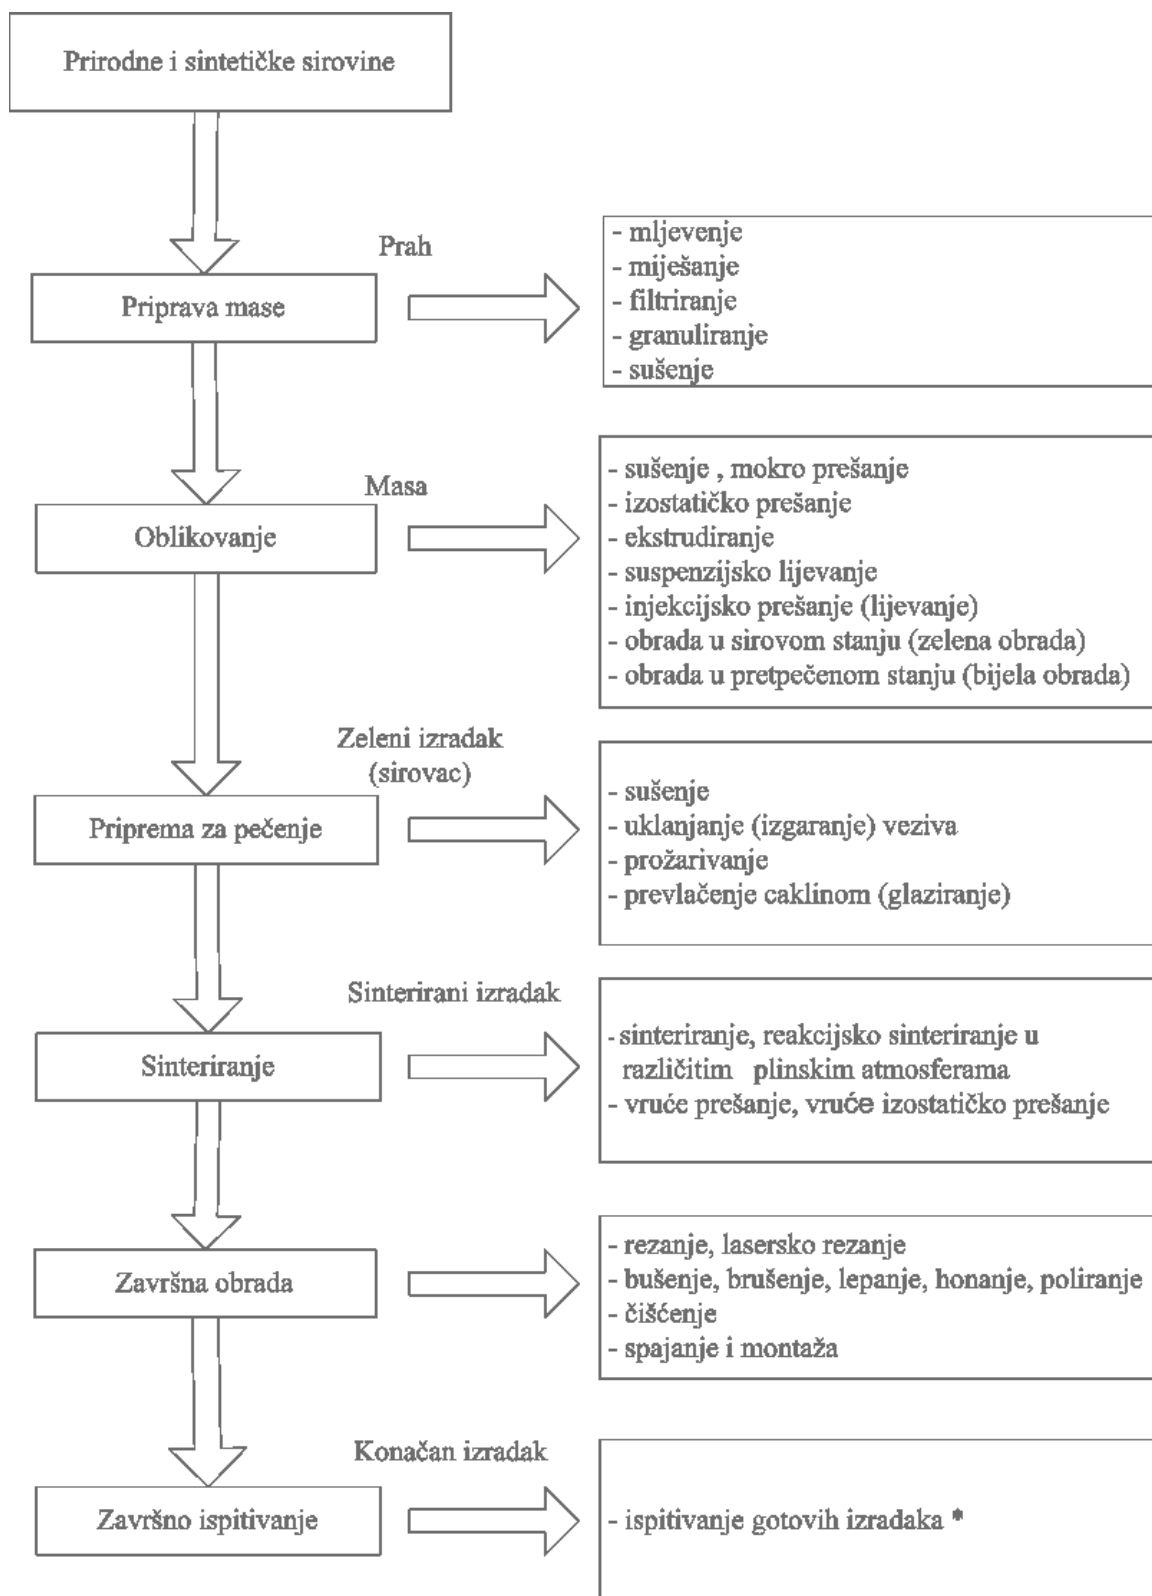 Prirodne i sintetičke sirovine
Prah
Priprava mase
- mljevenje
- miješanje
- filtriranje
- granuliranje
- sušenje
Masa
Oblikovanje
- sušenje , mokro prešanje
- izostatičko prešanje
- ekstrudiranje
- suspenzijsko lijevanje
- injekcijsko prešanje (lijevanje)
- obrada u sirovom stanju (zelena obrada)
- obrada u pretpečenom stanju (bijela obrada)
Zeleni izradak
(sirovac)
Priprema za pečenje
- sušenje
- uklanjanje (izgaranje) veziva
- prožarivanje
- prevlačenje caklinom (glaziranje)
Sinterirani izradak
Sinteriranje
- sinteriranje, reakcijsko sinteriranje u
različitim plinskim atmosferama
- vruće prešanje, vruće izostatičko prešanje
Završna obrada
- rezanje, lasersko rezanje
- bušenje, brušenje, lepanje, honanje, poliranje
- čišćenje
- spajanje i montaža
Konačan izradak
Završno ispitivanje
- ispitivanje gotovih izradaka *